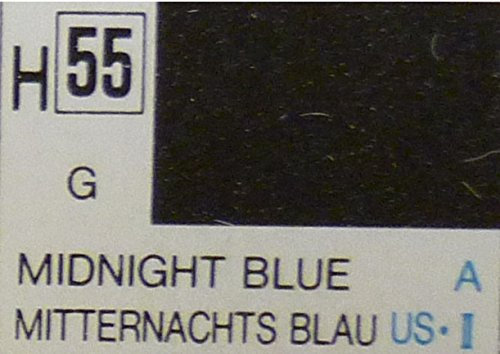 H 55
G
MIDNIGHT BLUE A
MITTERNACHTS BLAU US・I